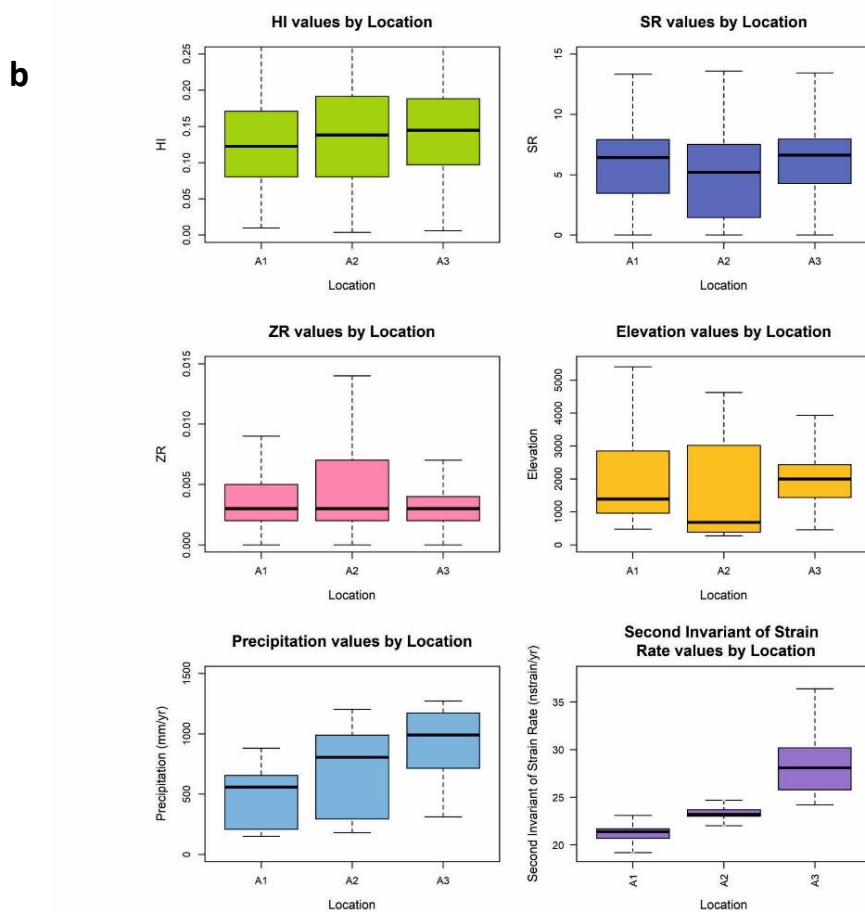 b
HI values by Location
HI
0.25
0.20
0.15
0.10
0.05
0.00
A1 A2 A3
Location
SR values by Location
SR
15
10
5
0
A1 A2 A3
Location
ZR values by Location
ZR
0.015
0.010
0.005
0.000
A1 A2 A3
Location
Elevation values by Location
Elevation
5000
4000
3000
2000
1000
0
A1 A2 A3
Location
Precipitation values by Location
Precipitation (mm/yr)
1500
1000
500
0
A1 A2 A3
Location
Second Invariant of Strain
Rate values by Location
Second Invariant of Strain Rate (nstrain/yr)
35
30
25
20
A1 A2 A3
Location